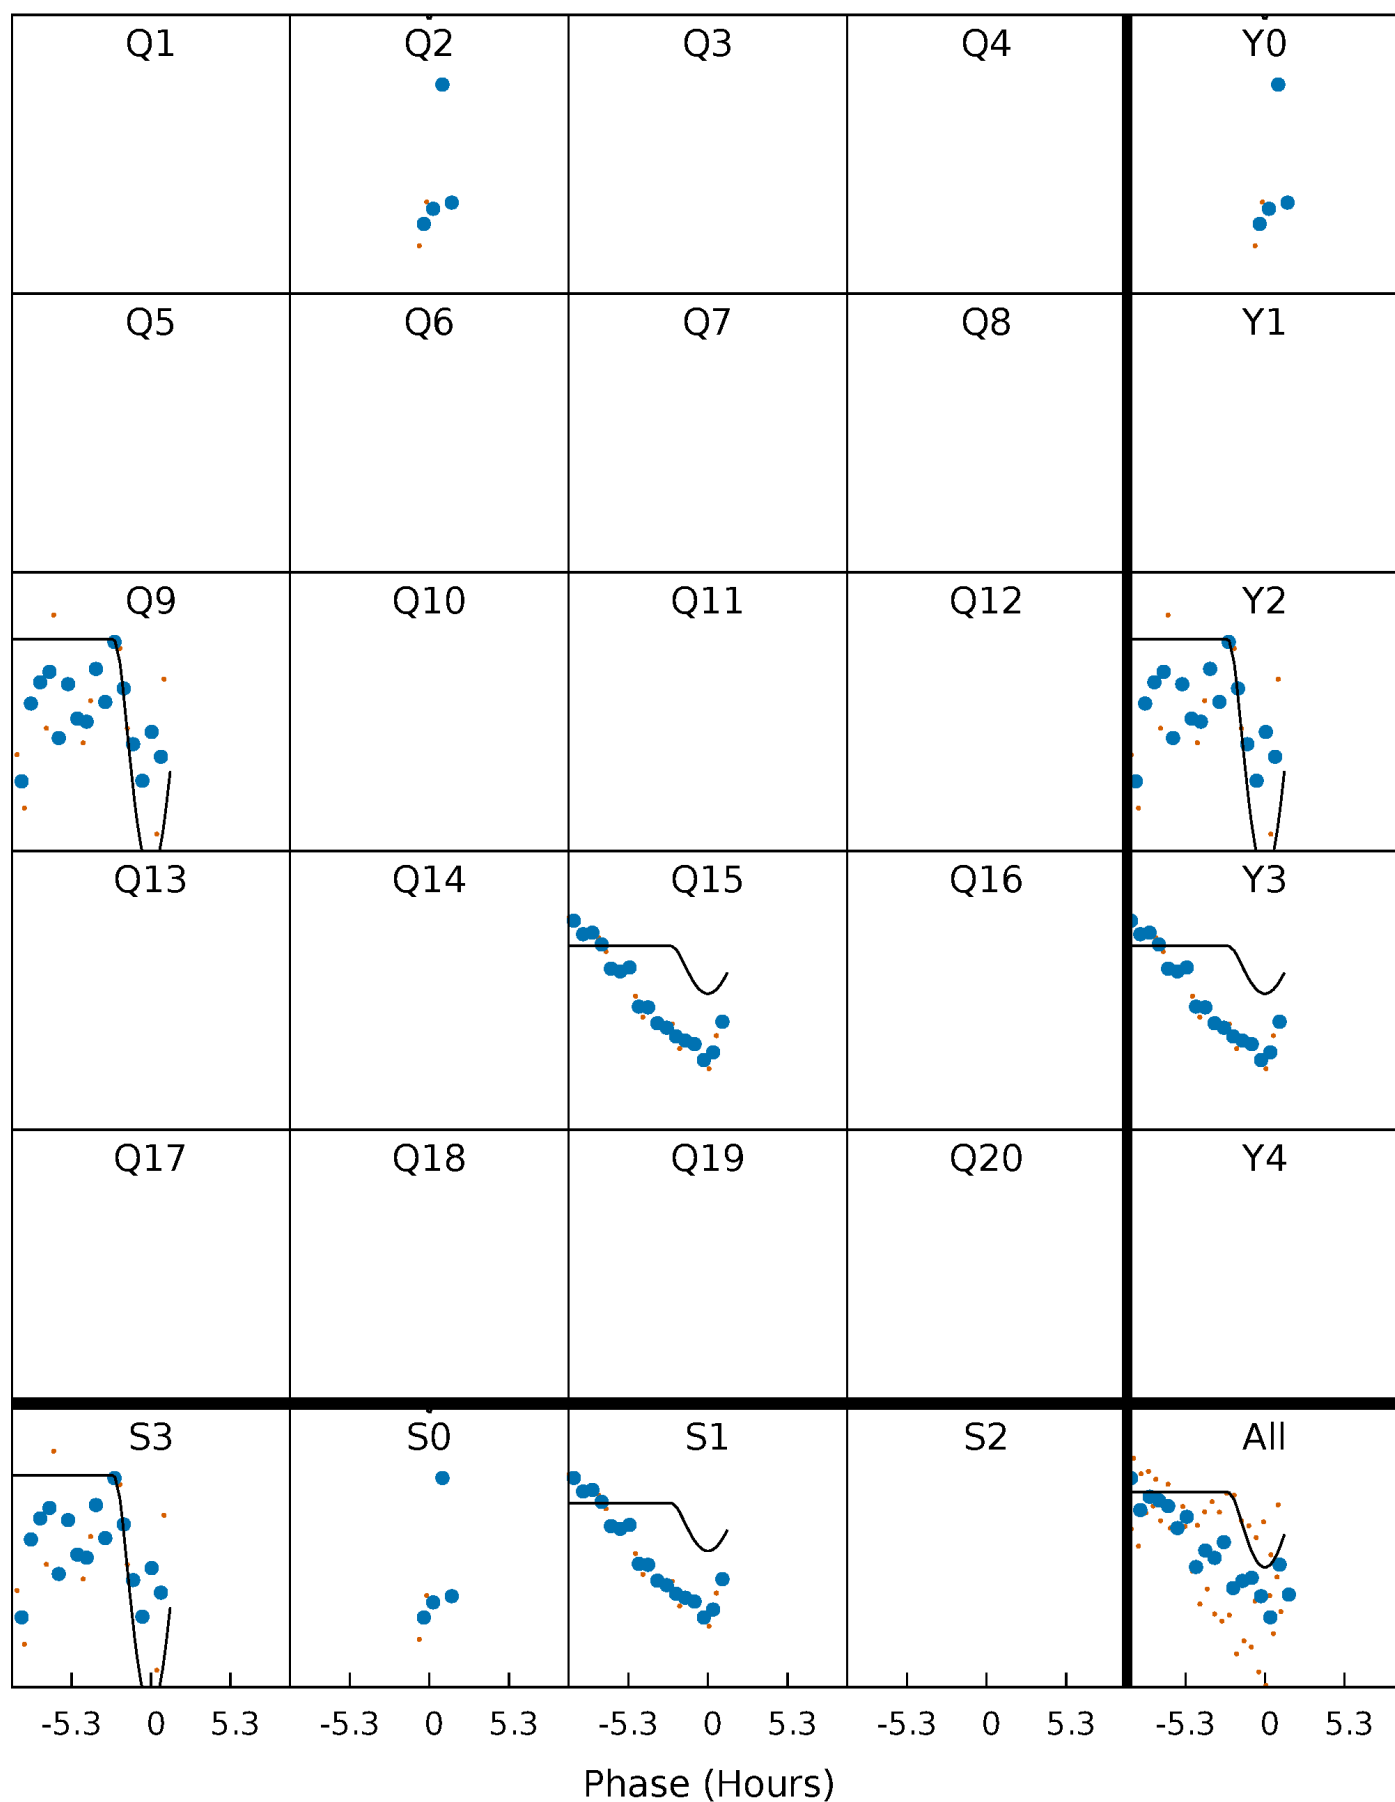 Q1 Q2 Q3 Q4 Y0
Q5 Q6 Q7 Q8 Y1
Q9 Q10 Q11 Q12 Y2
Q13 Q14 Q15 Q16 Y3
Q17 Q18 Q19 Q20 Y4
S3 S0 S1 S2 All
-5.3 0 5.3 -5.3 0 5.3 -5.3 0 5.3 -5.3 0 5.3 -5.3 0 5.3
Phase (Hours)